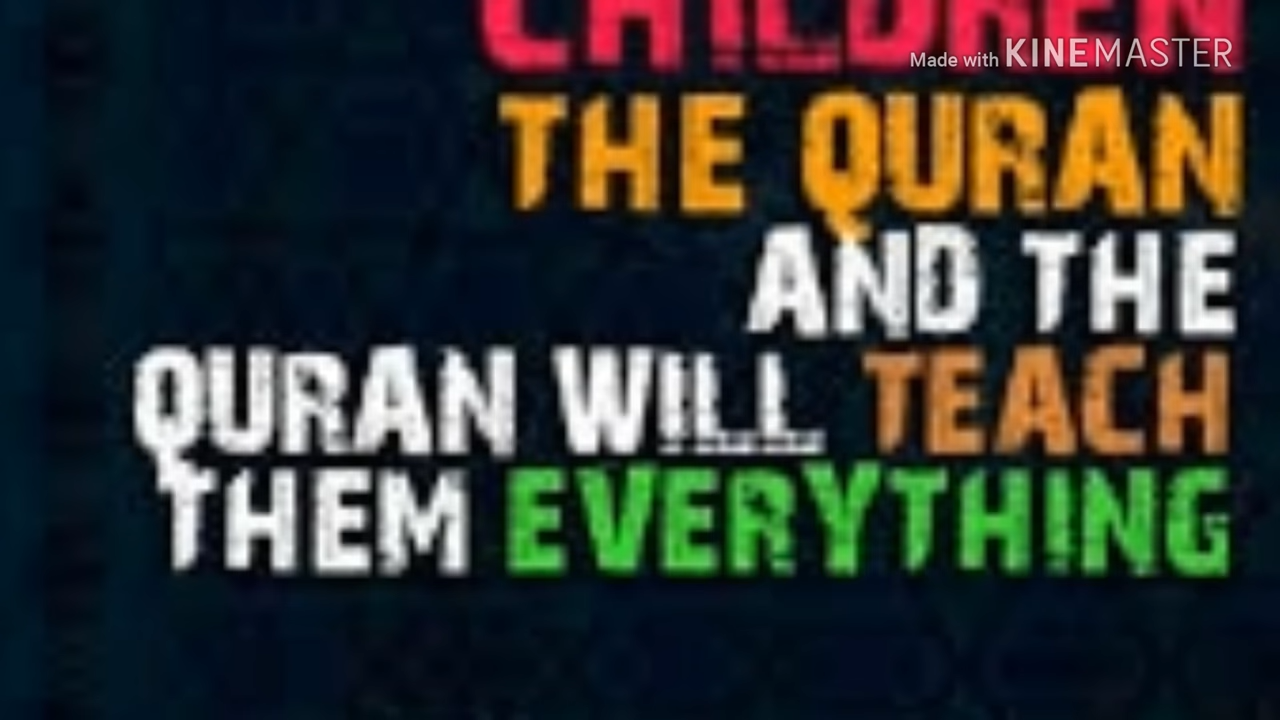 CHILDREN
Made with KINEMASTER
THE QURAN
AND THE
QURAN WILL TEACH
THEM EVERYTHING